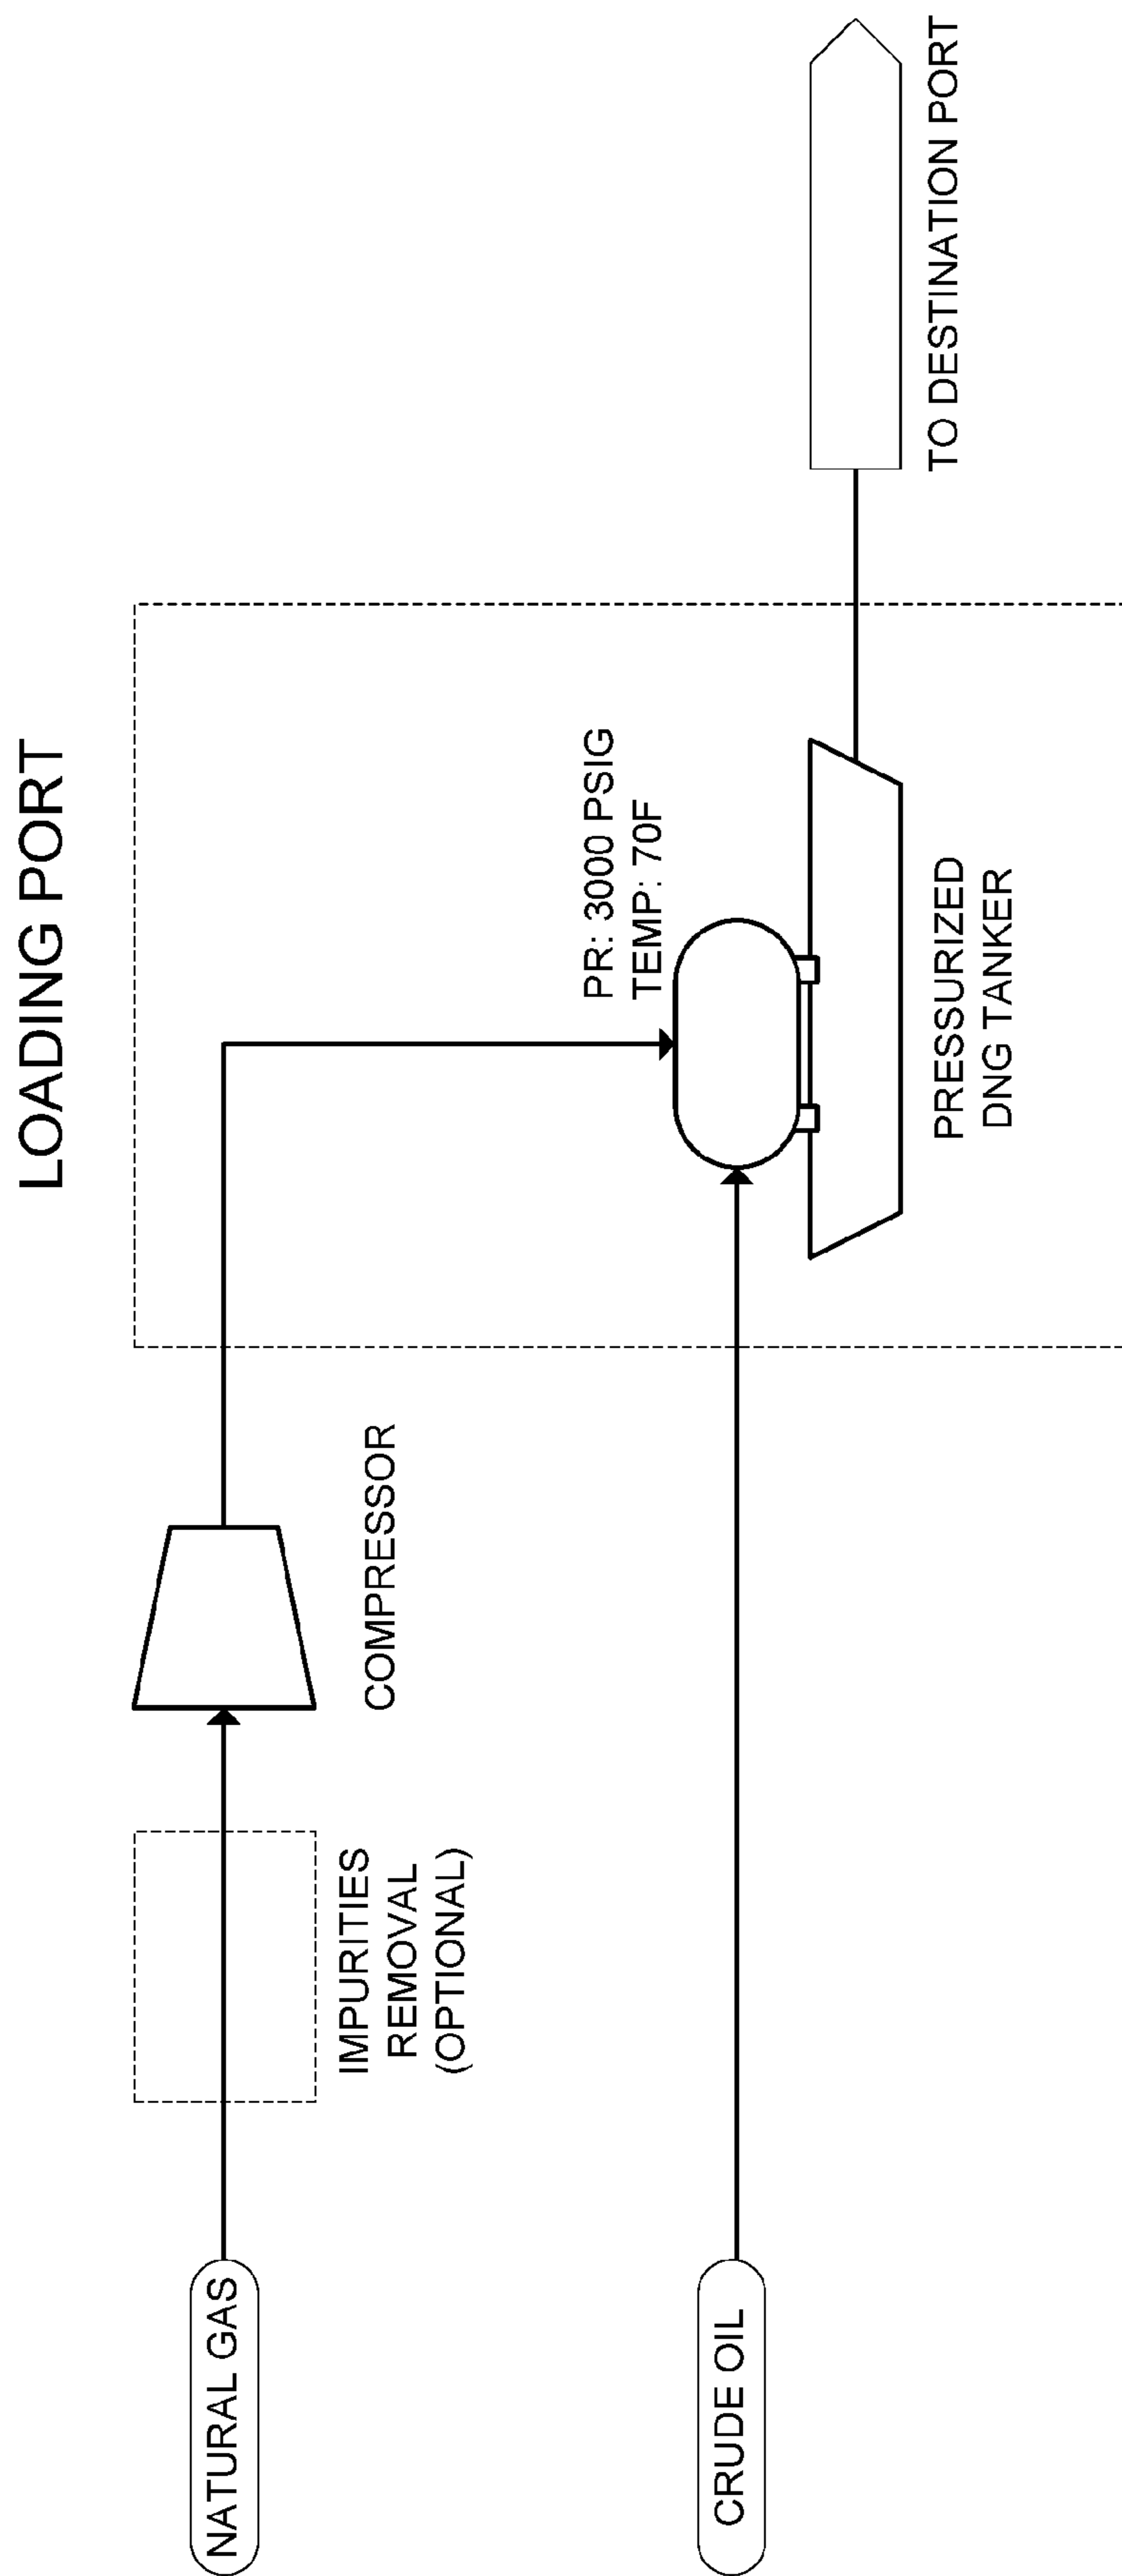 LOADING PORT
NATURAL GAS
IMPURITIES
REMOVAL
(OPTIONAL)
COMPRESSOR
PR: 3000 PSIG
TEMP: 70F
CRUDE OIL
PRESSURIZED
DNG TANKER
TO DESTINATION PORT